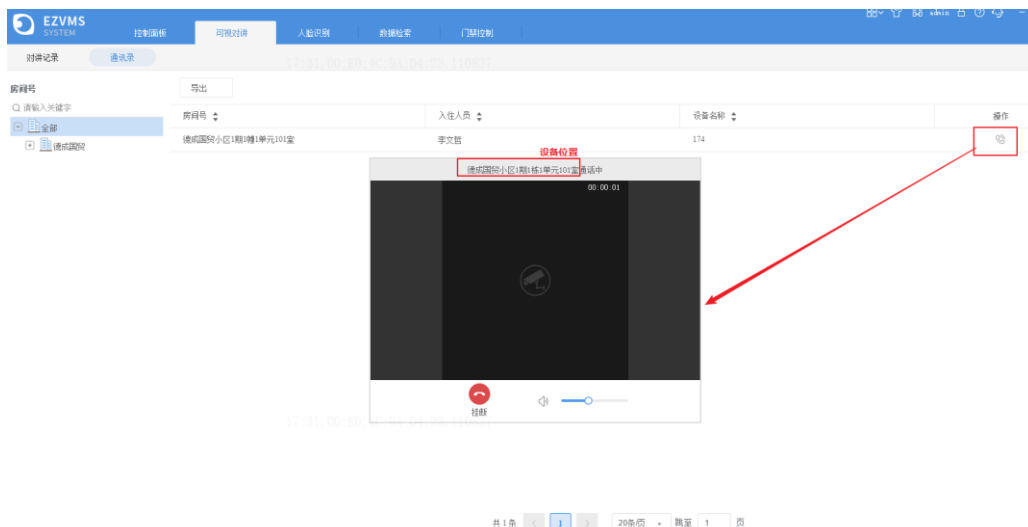 EZVMS
SYSTEM
控制面板 可视对讲 人脸识别 数据检索 门禁控制
admin
对讲记录 通讯录
房间号
导出
请输入关键字
房间号 入住人员 设备名称 操作
全部
德成国贸
德成国贸小区1期1幢1单元101室 李文哲 174
设备位置
德成国贸小区1期1栋1单元101室通话中
00:00:01
挂断
共1条 1 20条/页 跳至 1 页